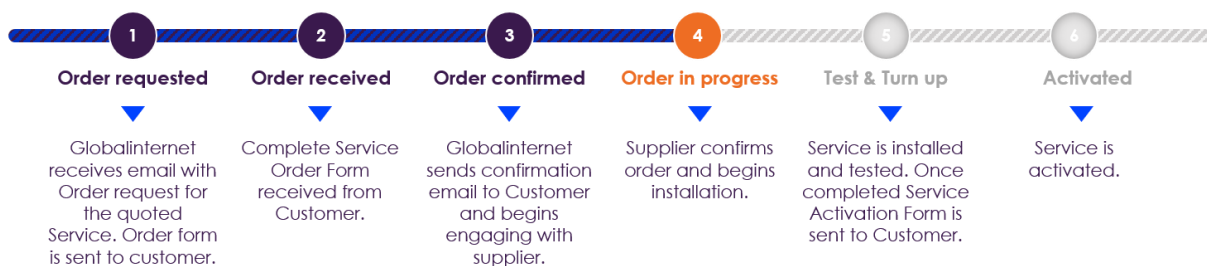 1 2 3 4 5 6
Order requested Order received Order confirmed Order in progress Test & Turn up Activated
Globalinternet
receives email with
Order request for
the quoted
Service. Order form
is sent to customer.
Complete Service
Order Form
received from
Customer.
Globalinternet
sends confirmation
email to Customer
and begins
engaging with
supplier.
Supplier confirms
order and begins
installation.
Service is installed
and tested. Once
completed Service
Activation Form is
sent to Customer.
Service is
activated.